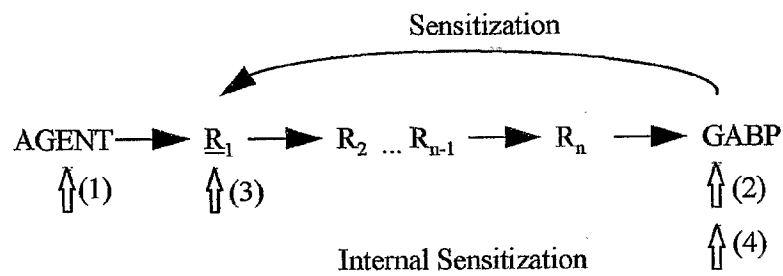 Sensitization
AGENT R1 R2 ... Rn-1 Rn GABP
(1) (3) (2)
(4)
Internal Sensitization